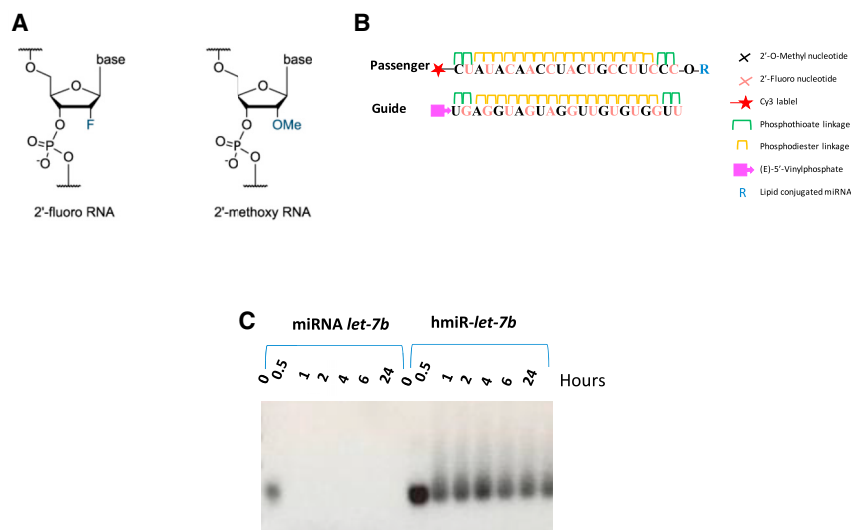 A
base
O
O
O
F
O
P
-O
O
2'-fluoro RNA
base
O
O
O
OMe
O
P
-O
O
2'-methoxy RNA
B
Passenger CUAUACAACCUACUGCCUUCCC-O-R
Guide UGAGGUAGUAGGUUGUGUGGUU
2'-O-Methyl nucleotide
2'-Fluoro nucleotide
Cy3 lablel
Phosphothioate linkage
Phosphodiester linkage
(E)-5'-Vinylphosphate
R Lipid conjugated miRNA
C
miRNA let-7b hmiR-let-7b
0 0.5 1 2 4 6 24 0 0.5 1 2 4 6 24 Hours